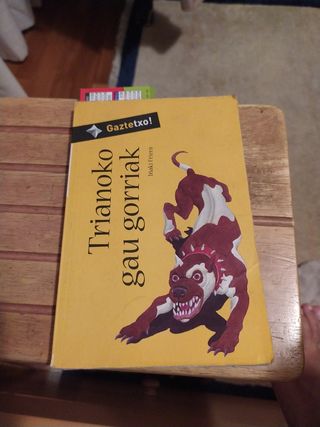 Gaztetxo!
Trianoko
gau gorriak
Iñaki Friera